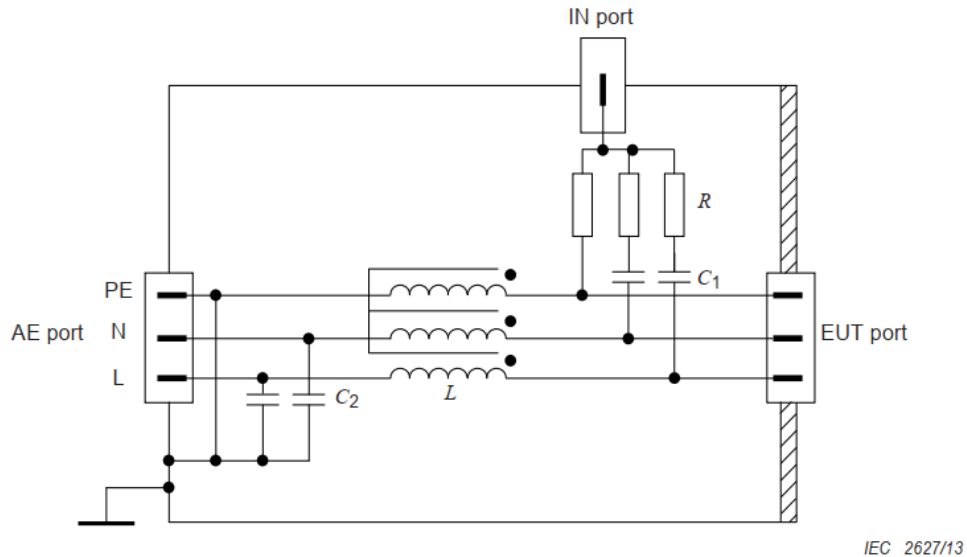 IN port
R
PE
C1
AE port
N
EUT port
L
C2
L
IEC 2627/13